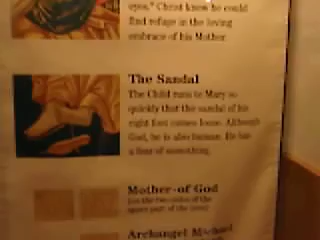 eyes." Christ knew he could
find refuge in the loving
embrace of his Mother.
The Sandal
The Child runs to Mary so
quickly that the sandal of his
right foot comes loose. Although
God, he is also human. He has
a fear of something.
Mother of God
Archangel Michael